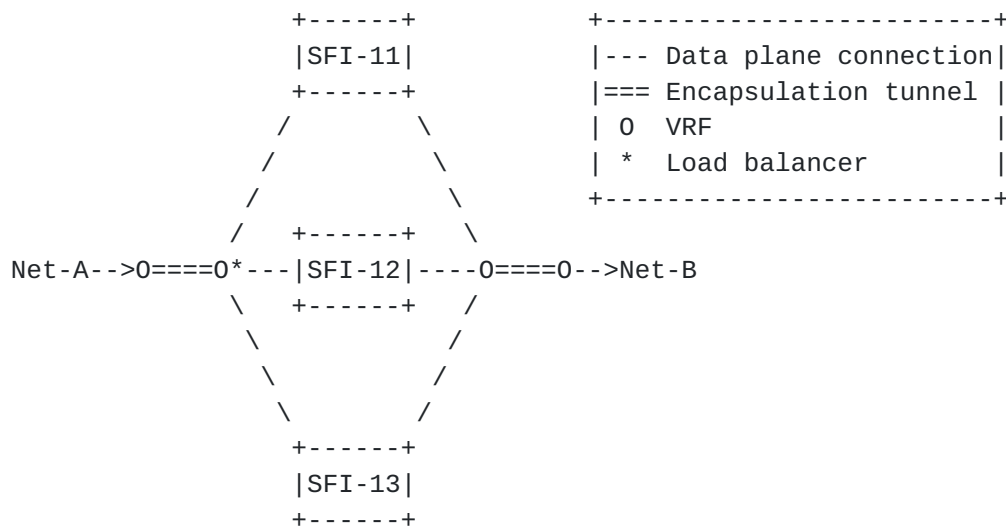 +------+           +-------------------------+
|SFI-11|           |--- Data plane connection|
+------+           |=== Encapsulation tunnel |
/        \          | O  VRF                  |
/          \         | *  Load balancer        |
/            \        +-------------------------+
/   +------+   \
Net-A-->O====O*---|SFI-12|----O====O-->Net-B
\   +------+   /
\            /
\          /
\        /
+------+
|SFI-13|
+------+